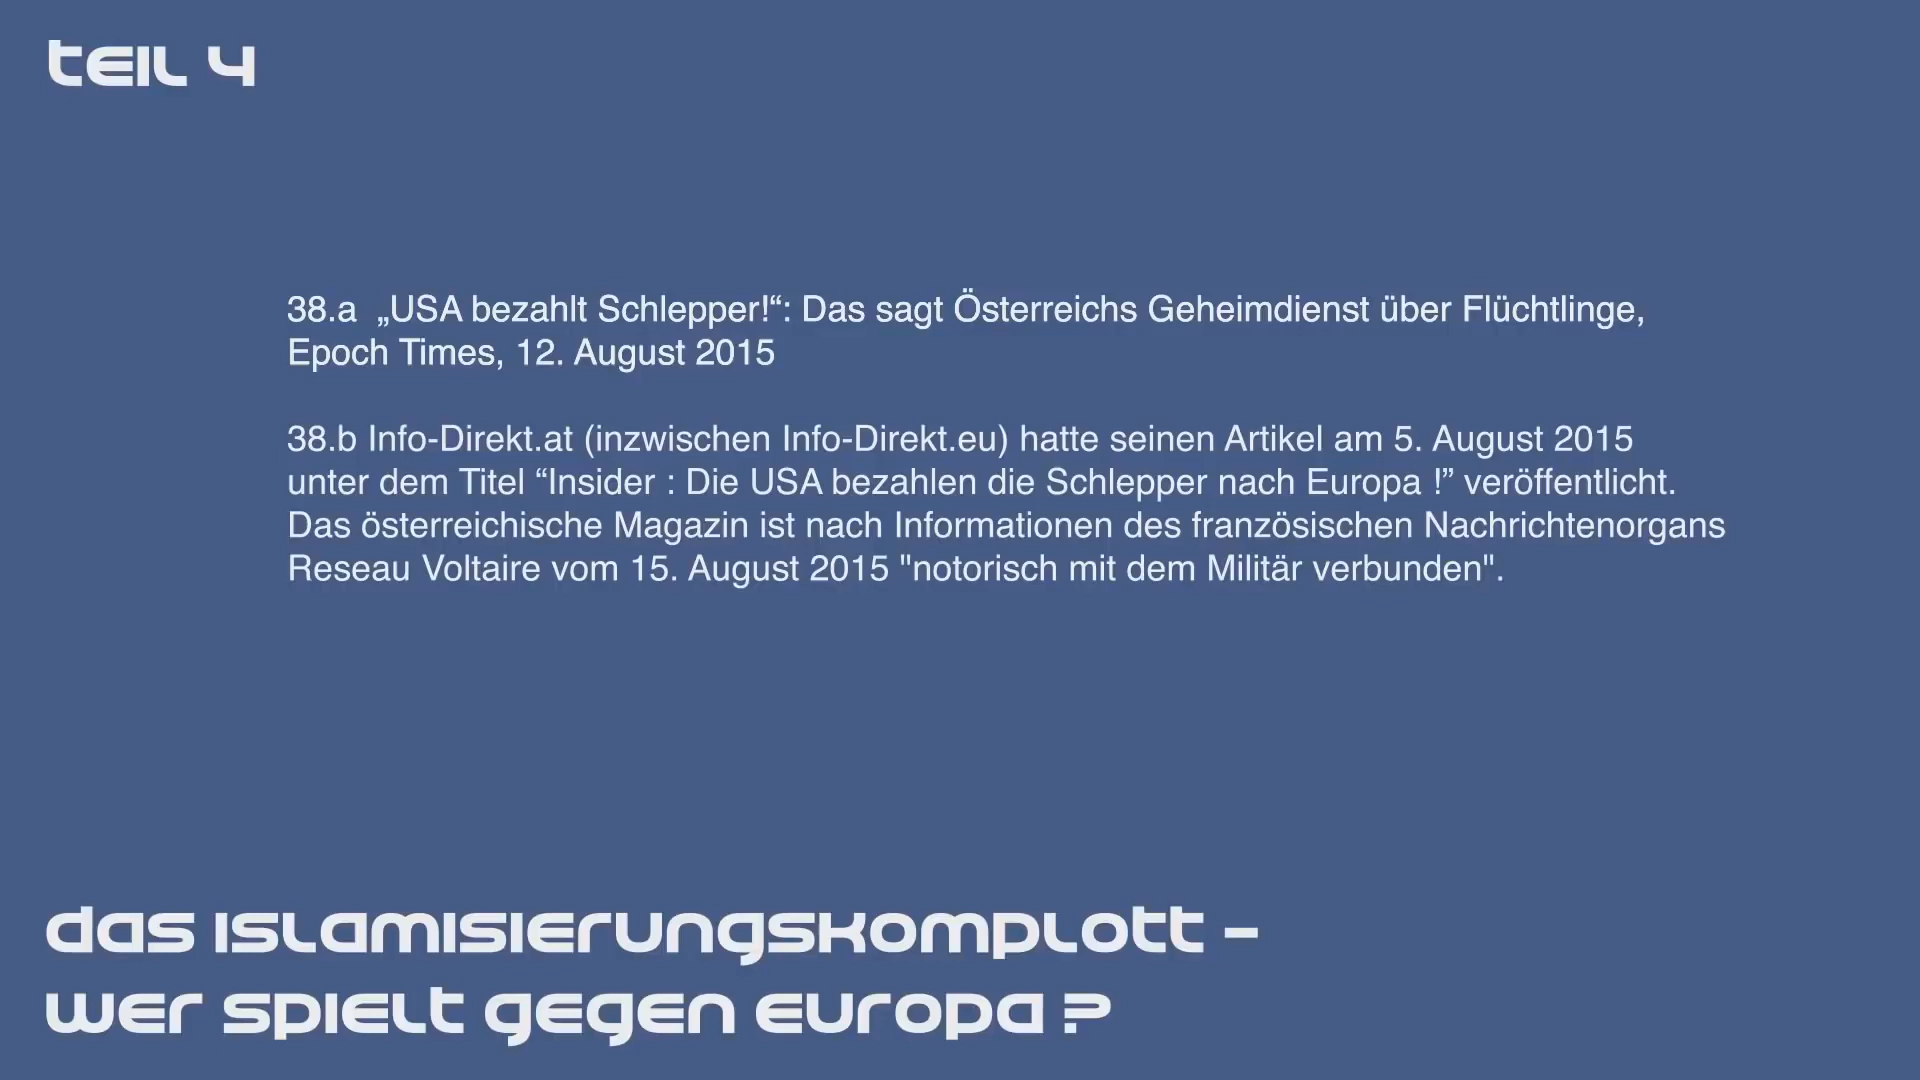 Teil 4
38.a „USA bezahlt Schlepper!“: Das sagt Österreichs Geheimdienst über Flüchtlinge,
Epoch Times, 12. August 2015
38.b Info-Direkt.at (inzwischen Info-Direkt.eu) hatte seinen Artikel am 5. August 2015
unter dem Titel “Insider : Die USA bezahlen die Schlepper nach Europa !” veröffentlicht.
Das österreichische Magazin ist nach Informationen des französischen Nachrichtenorgans
Reseau Voltaire vom 15. August 2015 "notorisch mit dem Militär verbunden".
das Islamisierungskomplott –
wer spielt gegen Europa ?